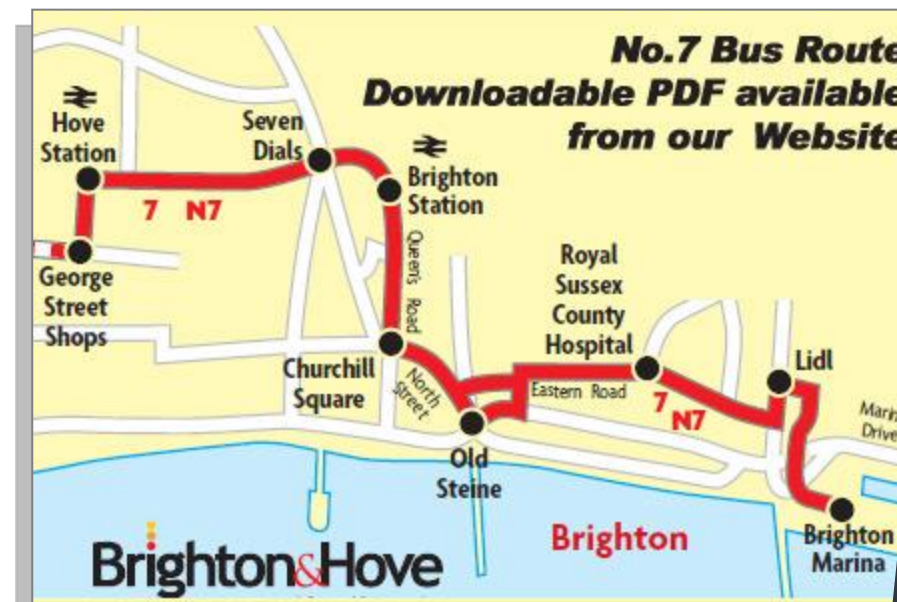 No.7 Bus Route
Downloadable PDF available
from our Website
Hove
Station
Seven
Dials
Brighton
Station
7 N7
Queen's Road
George
Street
Shops
Royal
Sussex
County
Hospital
Churchill
Square
North
Street
Eastern Road
7
N7
Lidl
Marin
Drive
Old
Steine
Brighton
Brighton
Marina
Brighton&Hove